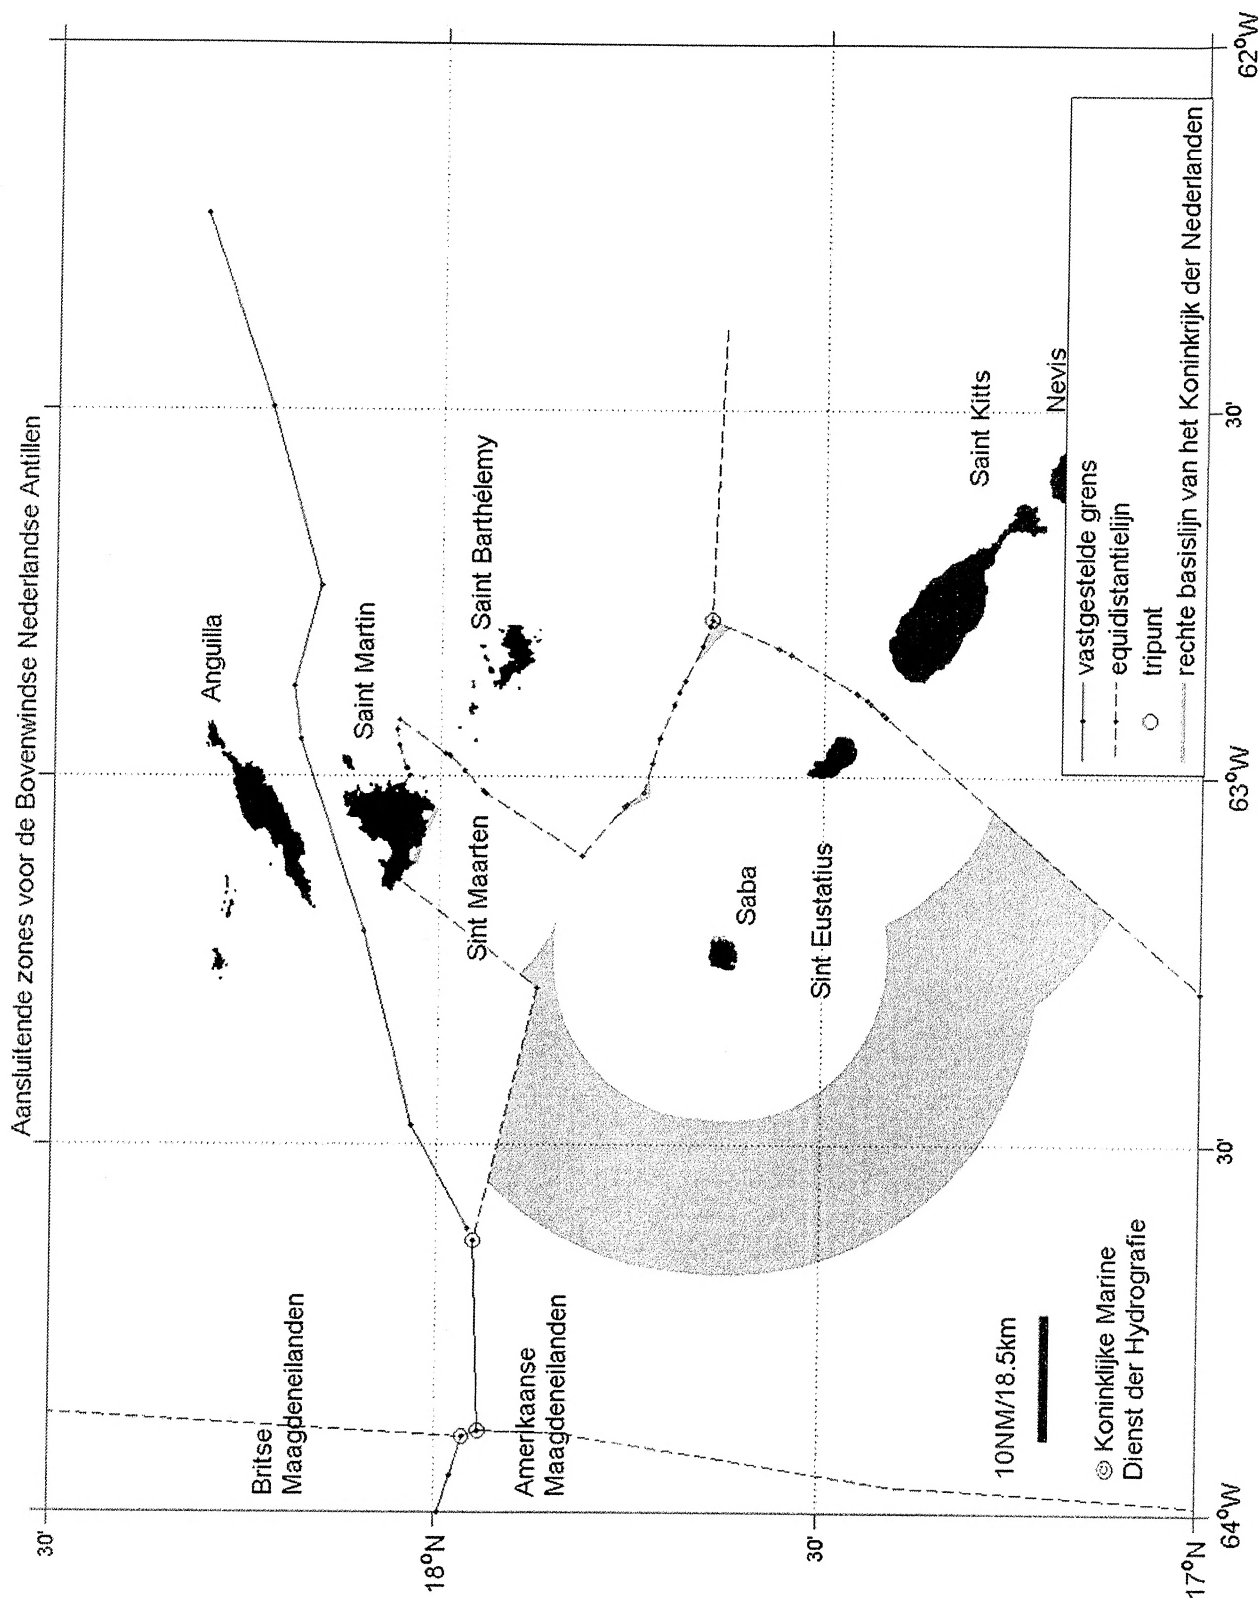 Aansluitende zones voor de Bovenwindse Nederlandse Antillen
30'
18°N
30'
17°N
64°W
30'
63°W
30'
62°W
Britse
Maagdeneilanden
Amerikaanse
Maagdeneilanden
Anguilla
Saint Martin
Sint Maarten
Saint Barthélemy
Saba
Sint Eustatius
Saint Kitts
Nevis
10NM/18.5km
© Koninklijke Marine
Dienst der Hydrografie
vastgestelde grens
equidistantielijn
tripunt
rechte basislijn van het Koninkrijk der Nederlanden